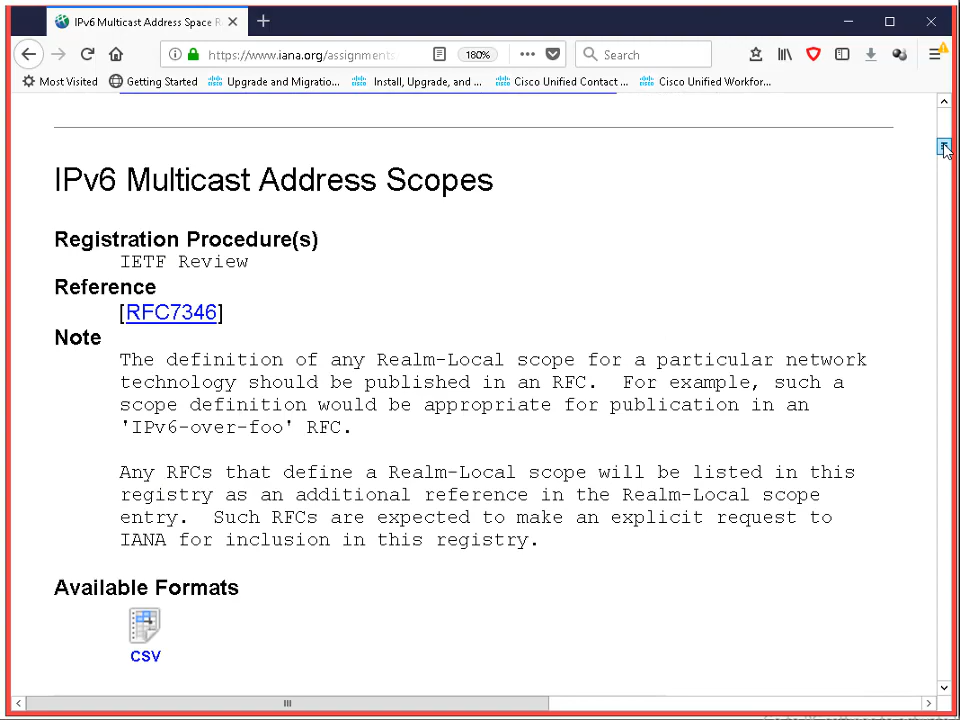 IPv6 Multicast Address Space R
https://www.iana.org/assignments
180%
Search
Most Visited
Getting Started
Upgrade and Migratio...
Install, Upgrade, and ...
Cisco Unified Contact ...
Cisco Unified Workfor...
IPv6 Multicast Address Scopes
Registration Procedure(s)
IETF Review
Reference
[RFC7346]
Note
The definition of any Realm-Local scope for a particular network
technology should be published in an RFC. For example, such a
scope definition would be appropriate for publication in an
'IPv6-over-foo' RFC.
Any RFCs that define a Realm-Local scope will be listed in this
registry as an additional reference in the Realm-Local scope
entry. Such RFCs are expected to make an explicit request to
IANA for inclusion in this registry.
Available Formats
CSV